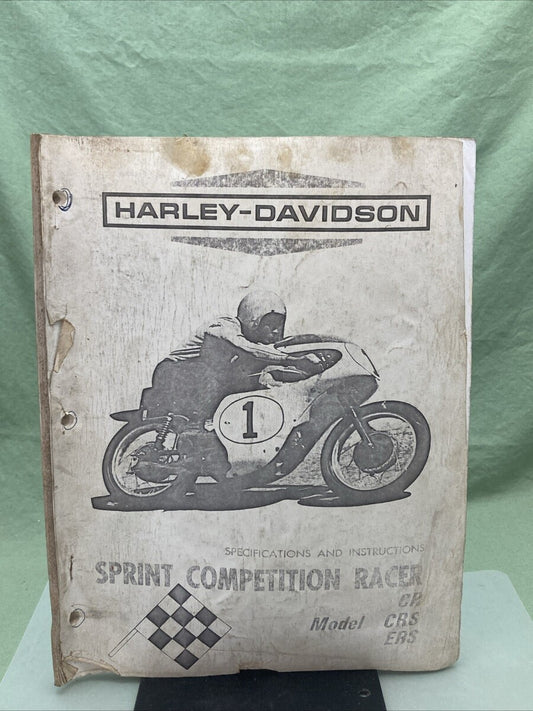 HARLEY-DAVIDSON
1
SPECIFICATIONS AND INSTRUCTIONS
SPRINT COMPETITION RACER
CR
Model CRS
ERS